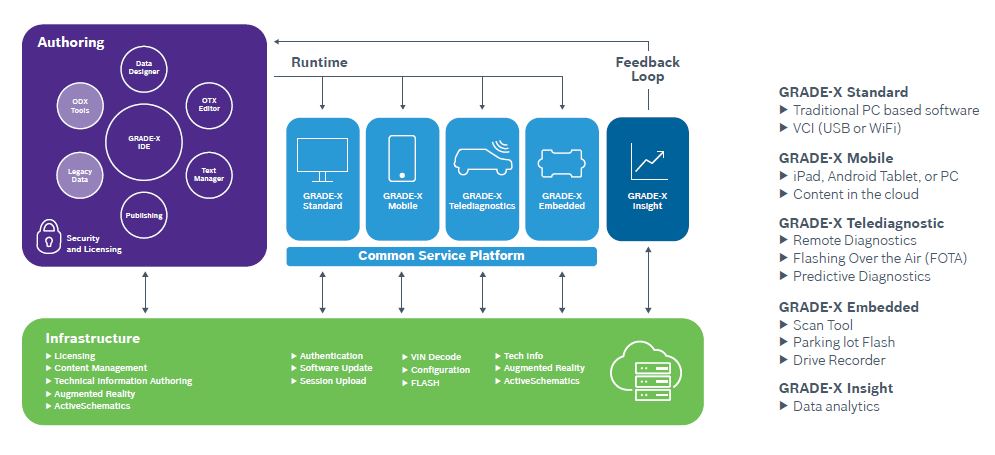 Authoring
Data
Designer
ODX
Tools
OTX
Editor
GRADE-X
IDE
Legacy
Data
Text
Manager
Publishing
Security
and Licensing
Runtime
Feedback
Loop
GRADE-X
Standard
GRADE-X
Mobile
GRADE-X
Telediagnostics
GRADE-X
Embedded
GRADE-X
Insight
Common Service Platform
Infrastructure
▶ Licensing
▶ Content Management
▶ Technical Information Authoring
▶ Augmented Reality
▶ ActiveSchematics
▶ Authentication
▶ Software Update
▶ Session Upload
▶ VIN Decode
▶ Configuration
▶ FLASH
▶ Tech Info
▶ Augmented Reality
▶ ActiveSchematics
GRADE-X Standard
▶ Traditional PC based software
▶ VCI (USB or WiFi)
GRADE-X Mobile
▶ iPad, Android Tablet, or PC
▶ Content in the cloud
GRADE-X Telediagnostic
▶ Remote Diagnostics
▶ Flashing Over the Air (FOTA)
▶ Predictive Diagnostics
GRADE-X Embedded
▶ Scan Tool
▶ Parking lot Flash
▶ Drive Recorder
GRADE-X Insight
▶ Data analytics